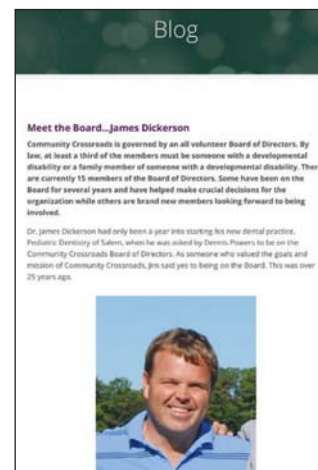 Blog
Meet the Board...James Dickerson
Community Crossroads is governed by an all volunteer Board of Directors. By
law, at least a third of the members must be someone with a developmental
disability or a family member of someone with a developmental disability. Ther
are currently 15 members of the Board of Directors. Some have been on the
Board for several years and have helped make crucial decisions for the
organization while others are brand new members looking forward to being
involved.
Dr. James Dickerson had only been a year into starting his new dental practice,
Pediatric Dentistry of Salem, when he was asked by Dennis Powers to be on the
Community Crossroads Board of Directors. As someone who valued the goals and
mission of Community Crossroads, Jim said yes to being on the Board. This was over
25 years ago.